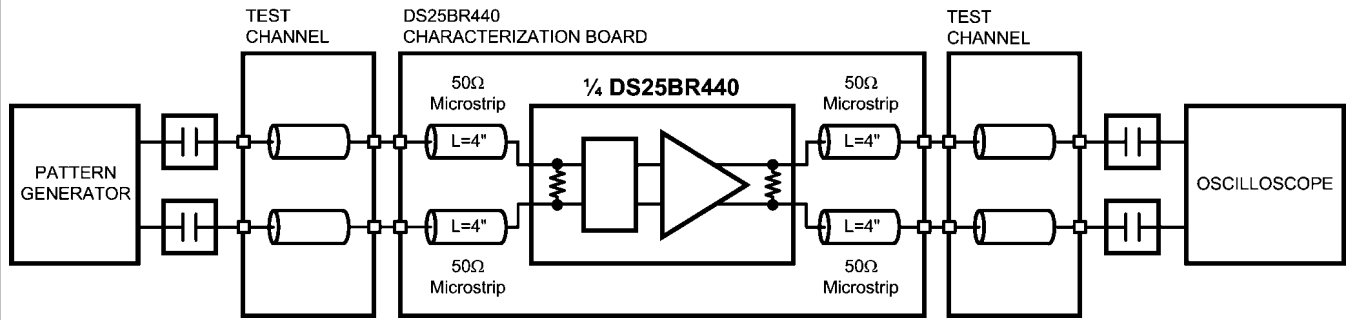 TEST
CHANNEL
DS25BR440
CHARACTERIZATION BOARD
TEST
CHANNEL
50Ω
Microstrip
¼ DS25BR440
50Ω
Microstrip
L=4"
L=4"
PATTERN
GENERATOR
OSCILLOSCOPE
L=4"
L=4"
50Ω
Microstrip
50Ω
Microstrip